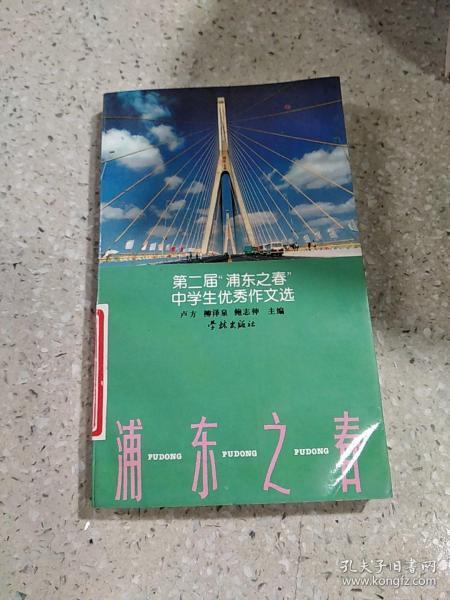 第二届“浦东之春”
中学生优秀作文选
卢方 柳泽泉 鲍志伸 主编
学林出版社
浦东之春
PUDONG PUDONG PUDONG
孔夫子旧书网
www.kongfz.com